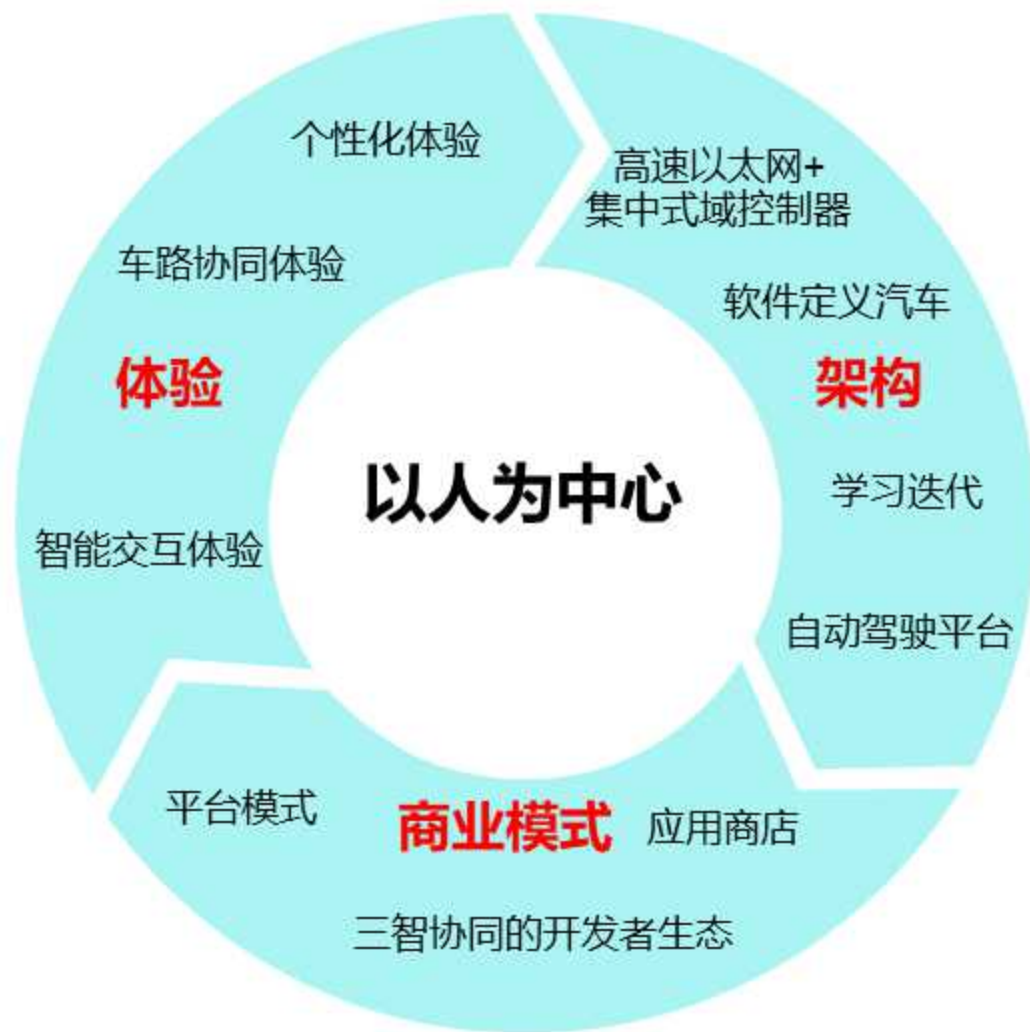 个性化体验
高速以太网+
集中式域控制器
车路协同体验
软件定义汽车
体验
架构
以人为中心
学习迭代
智能交互体验
自动驾驶平台
平台模式
商业模式
应用商店
三智协同的开发者生态